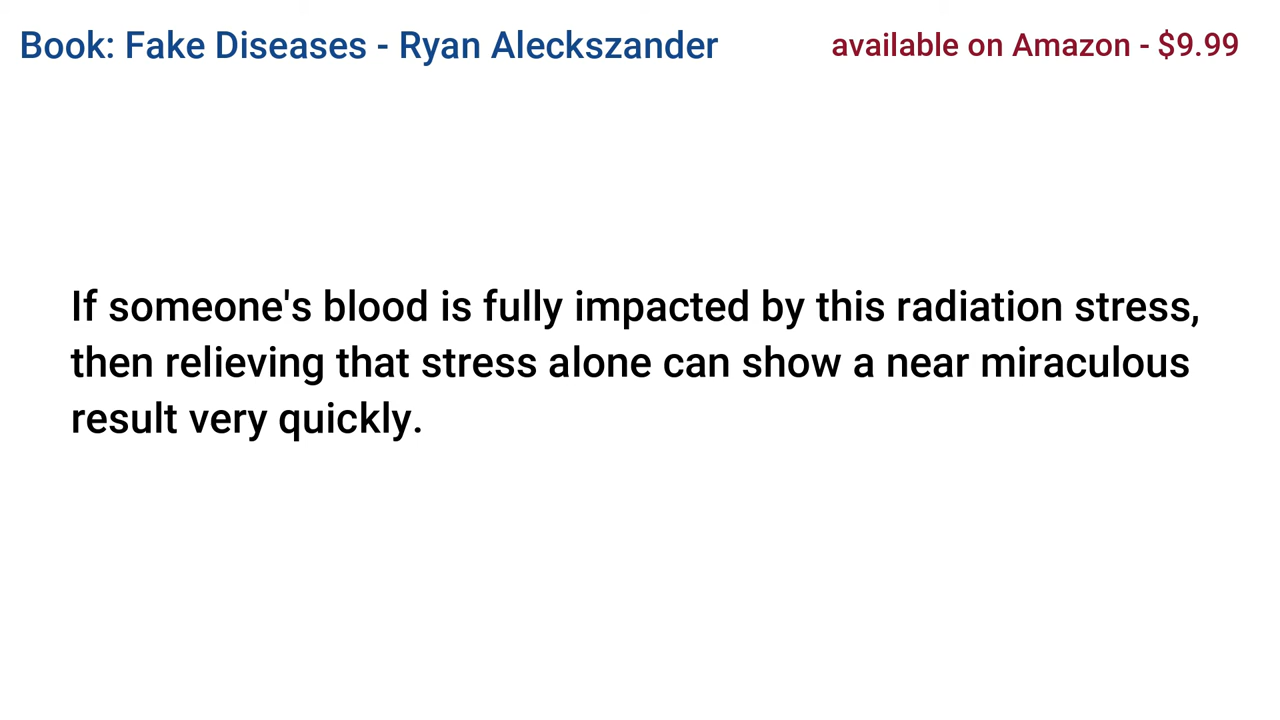 Book: Fake Diseases - Ryan Aleckszander
available on Amazon - $9.99
If someone's blood is fully impacted by this radiation stress,
then relieving that stress alone can show a near miraculous
result very quickly.